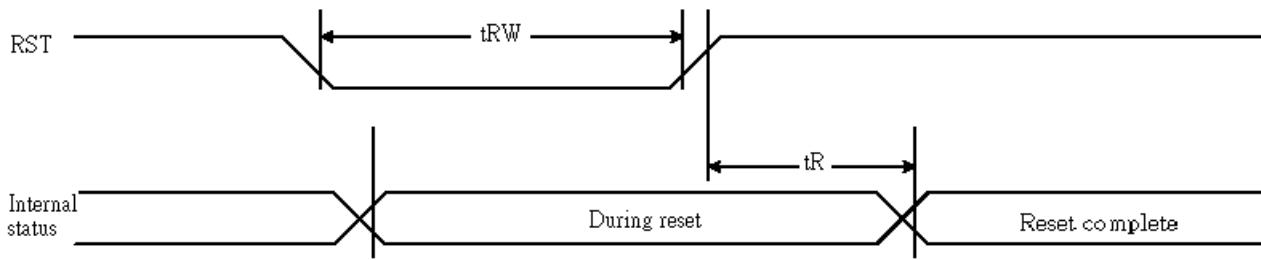 RST
tRW
tR
Internal
status
During reset
Reset complete